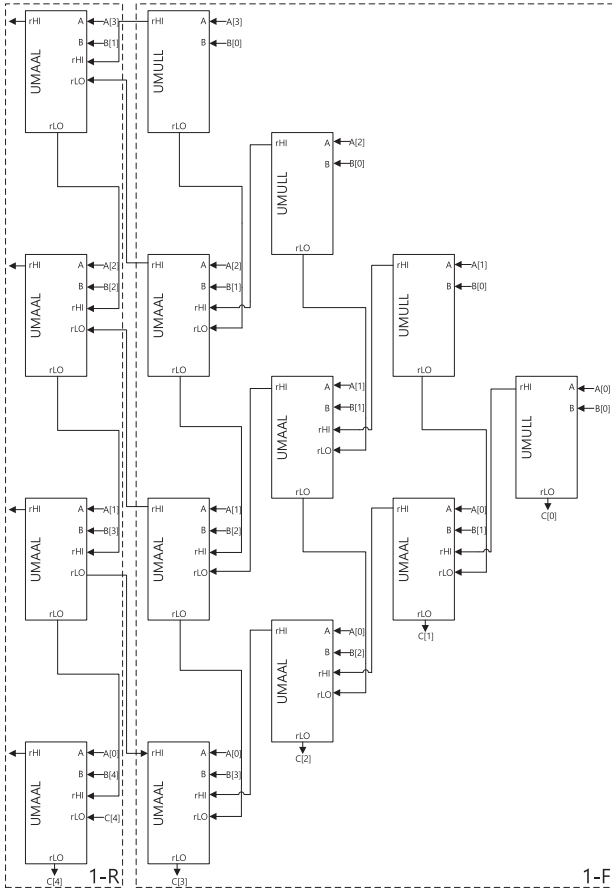 rHI A A[3] rHI A A[3]
B B[1] B B[0]
rHI
UMAAL UMULL
rLO
rLO rLO
rHI A A[2]
B B[0]
UMULL
rLO
rHI A A[2] rHI A A[2] rHI A A[1]
B B[2] B B[1] B B[0]
rHI rHI
UMAAL UMAAL UMULL
rLO rLO
rLO rLO rLO
rHI A A[1] rHI A A[0]
B B[1] B B[0]
rHI
UMAAL UMULL
rLO
rLO rLO
C[0]
rHI A A[1] rHI A A[1] rHI A A[0]
B B[3] B B[2] B B[1]
rHI rHI rHI
UMAAL UMAAL UMAAL
rLO rLO rLO
rLO rLO rLO
C[1]
rHI A A[0]
B B[2]
rHI
UMAAL
rLO
rLO
C[2]
rHI A A[0] rHI A A[0]
B B[4] B B[3]
rHI rHI
UMAAL UMAAL
rLO C[4] rLO
rLO rLO
C[4] 1-R C[3] 1-F